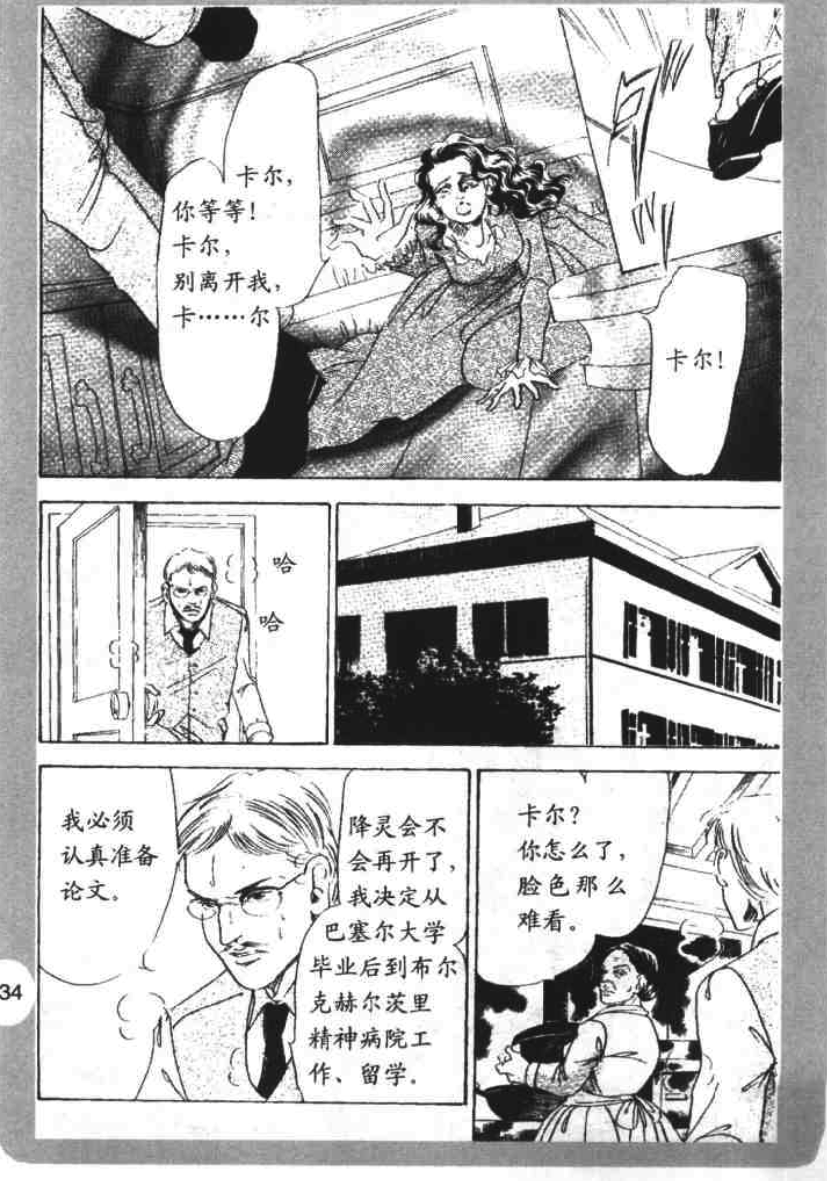 卡尔！
卡尔，
你等等！
卡尔，
别离开我，
卡……尔
哈
哈
卡尔？
你怎么了，
脸色那么
难看。
降灵会不
会再开了，
我决定从
巴塞尔大学
毕业后到布尔
克赫尔茨里
精神病院工
作、留学。
我必须
认真准备
论文。
34